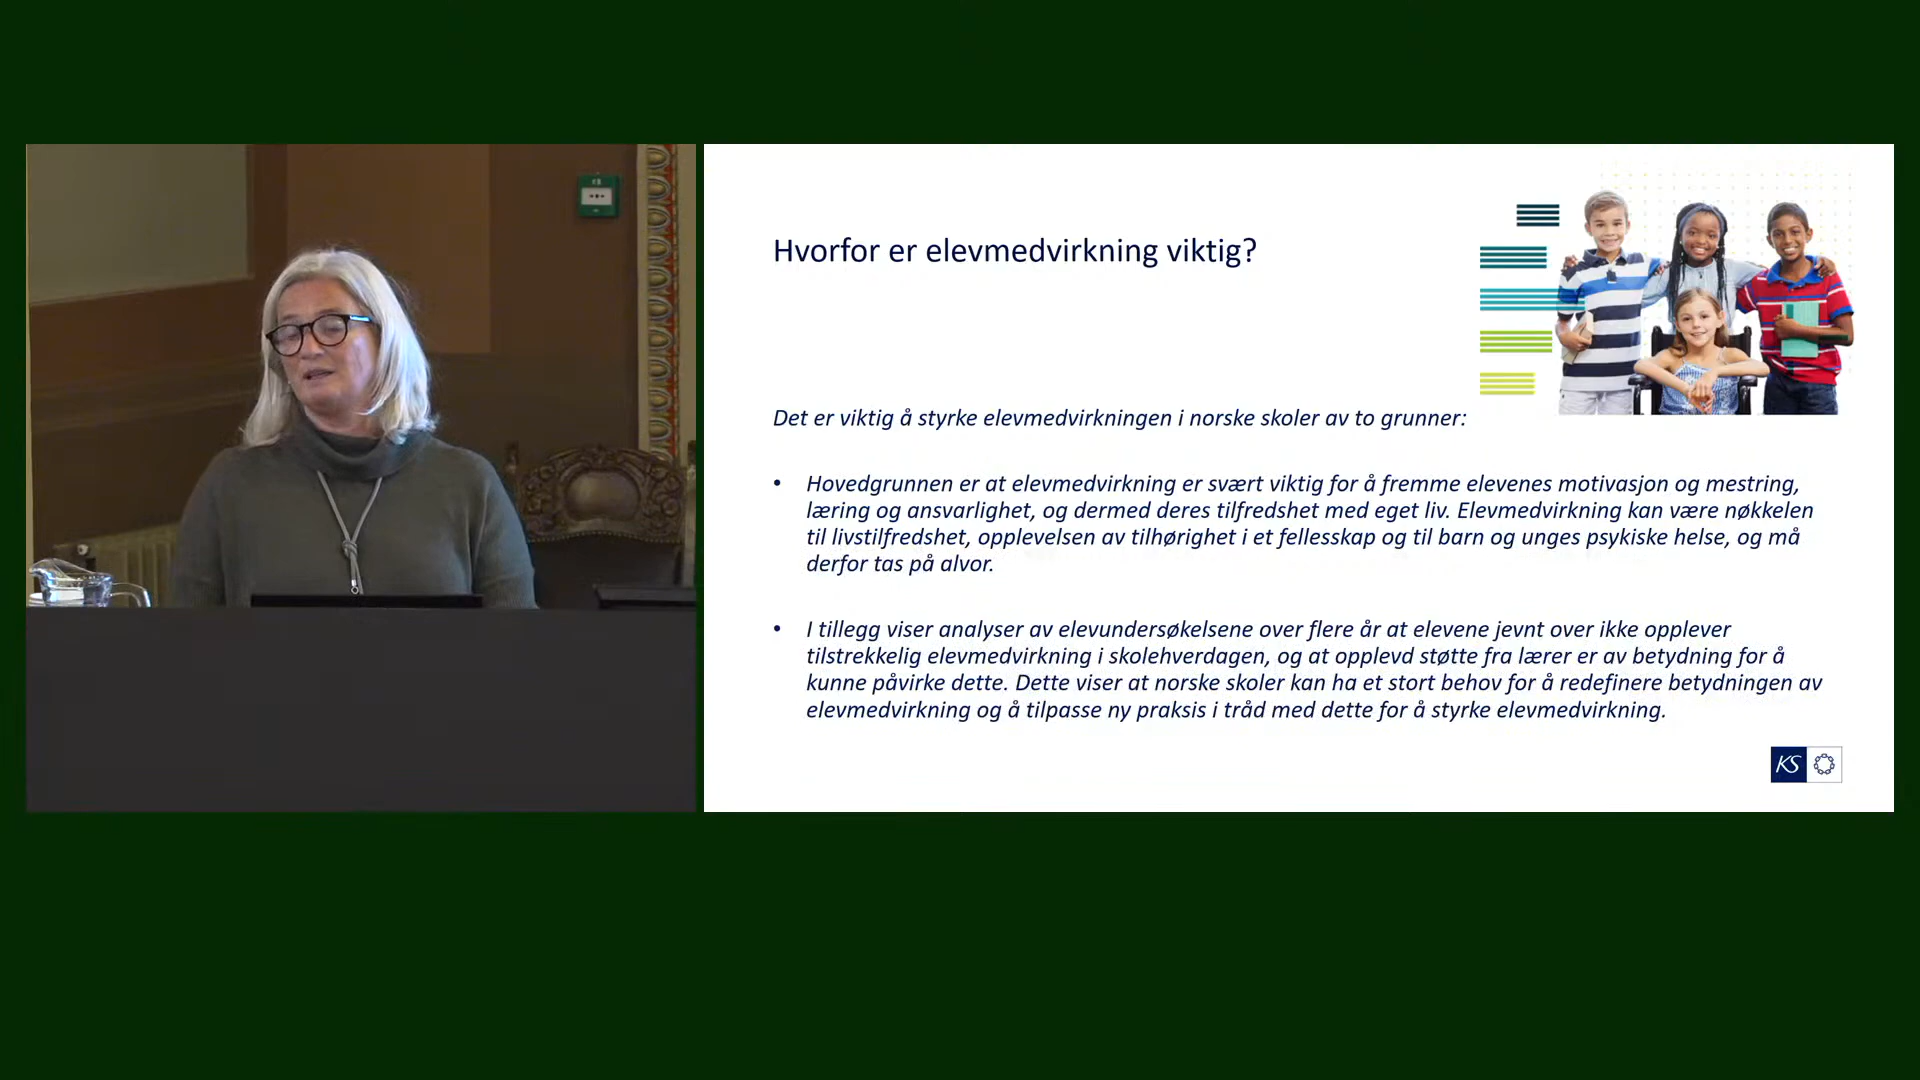 Hvorfor er elevmedvirkning viktig?
Det er viktig å styrke elevmedvirkningen i norske skoler av to grunner:
• Hovedgrunnen er at elevmedvirkning er svært viktig for å fremme elevenes motivasjon og mestring,
læring og ansvarlighet, og dermed deres tilfredshet med eget liv. Elevmedvirkning kan være nøkkelen
til livstilfredshet, opplevelsen av tilhørighet i et fellesskap og til barn og unges psykiske helse, og må
derfor tas på alvor.
• I tillegg viser analyser av elevundersøkelsene over flere år at elevene jevnt over ikke opplever
tilstrekkelig elevmedvirkning i skolehverdagen, og at opplevd støtte fra lærer er av betydning for å
kunne påvirke dette. Dette viser at norske skoler kan ha et stort behov for å redefinere betydningen av
elevmedvirkning og å tilpasse ny praksis i tråd med dette for å styrke elevmedvirkning.
KS